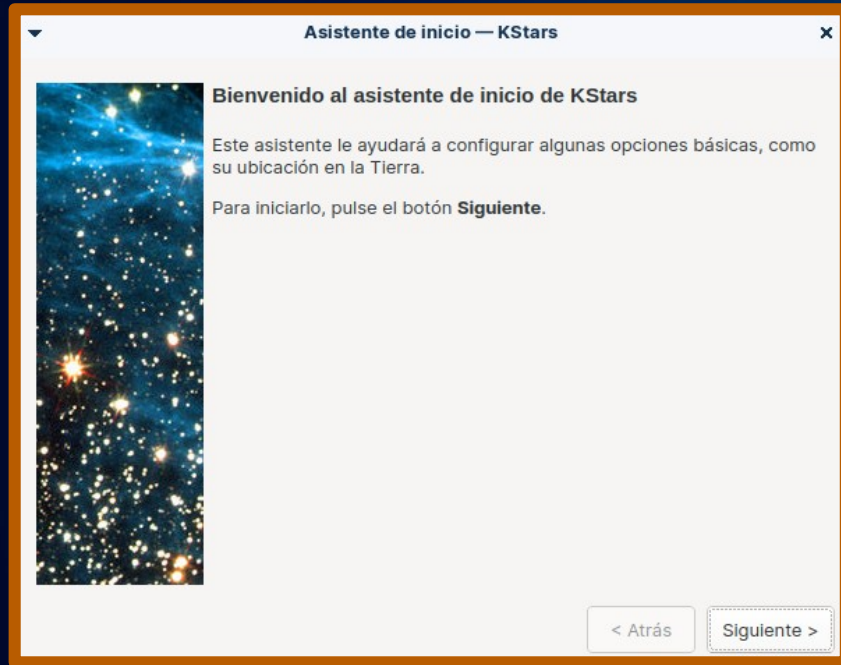 Asistente de inicio — KStars
Bienvenido al asistente de inicio de KStars
Este asistente le ayudará a configurar algunas opciones básicas, como
su ubicación en la Tierra.
Para iniciarlo, pulse el botón Siguiente.
< Atrás
Siguiente >